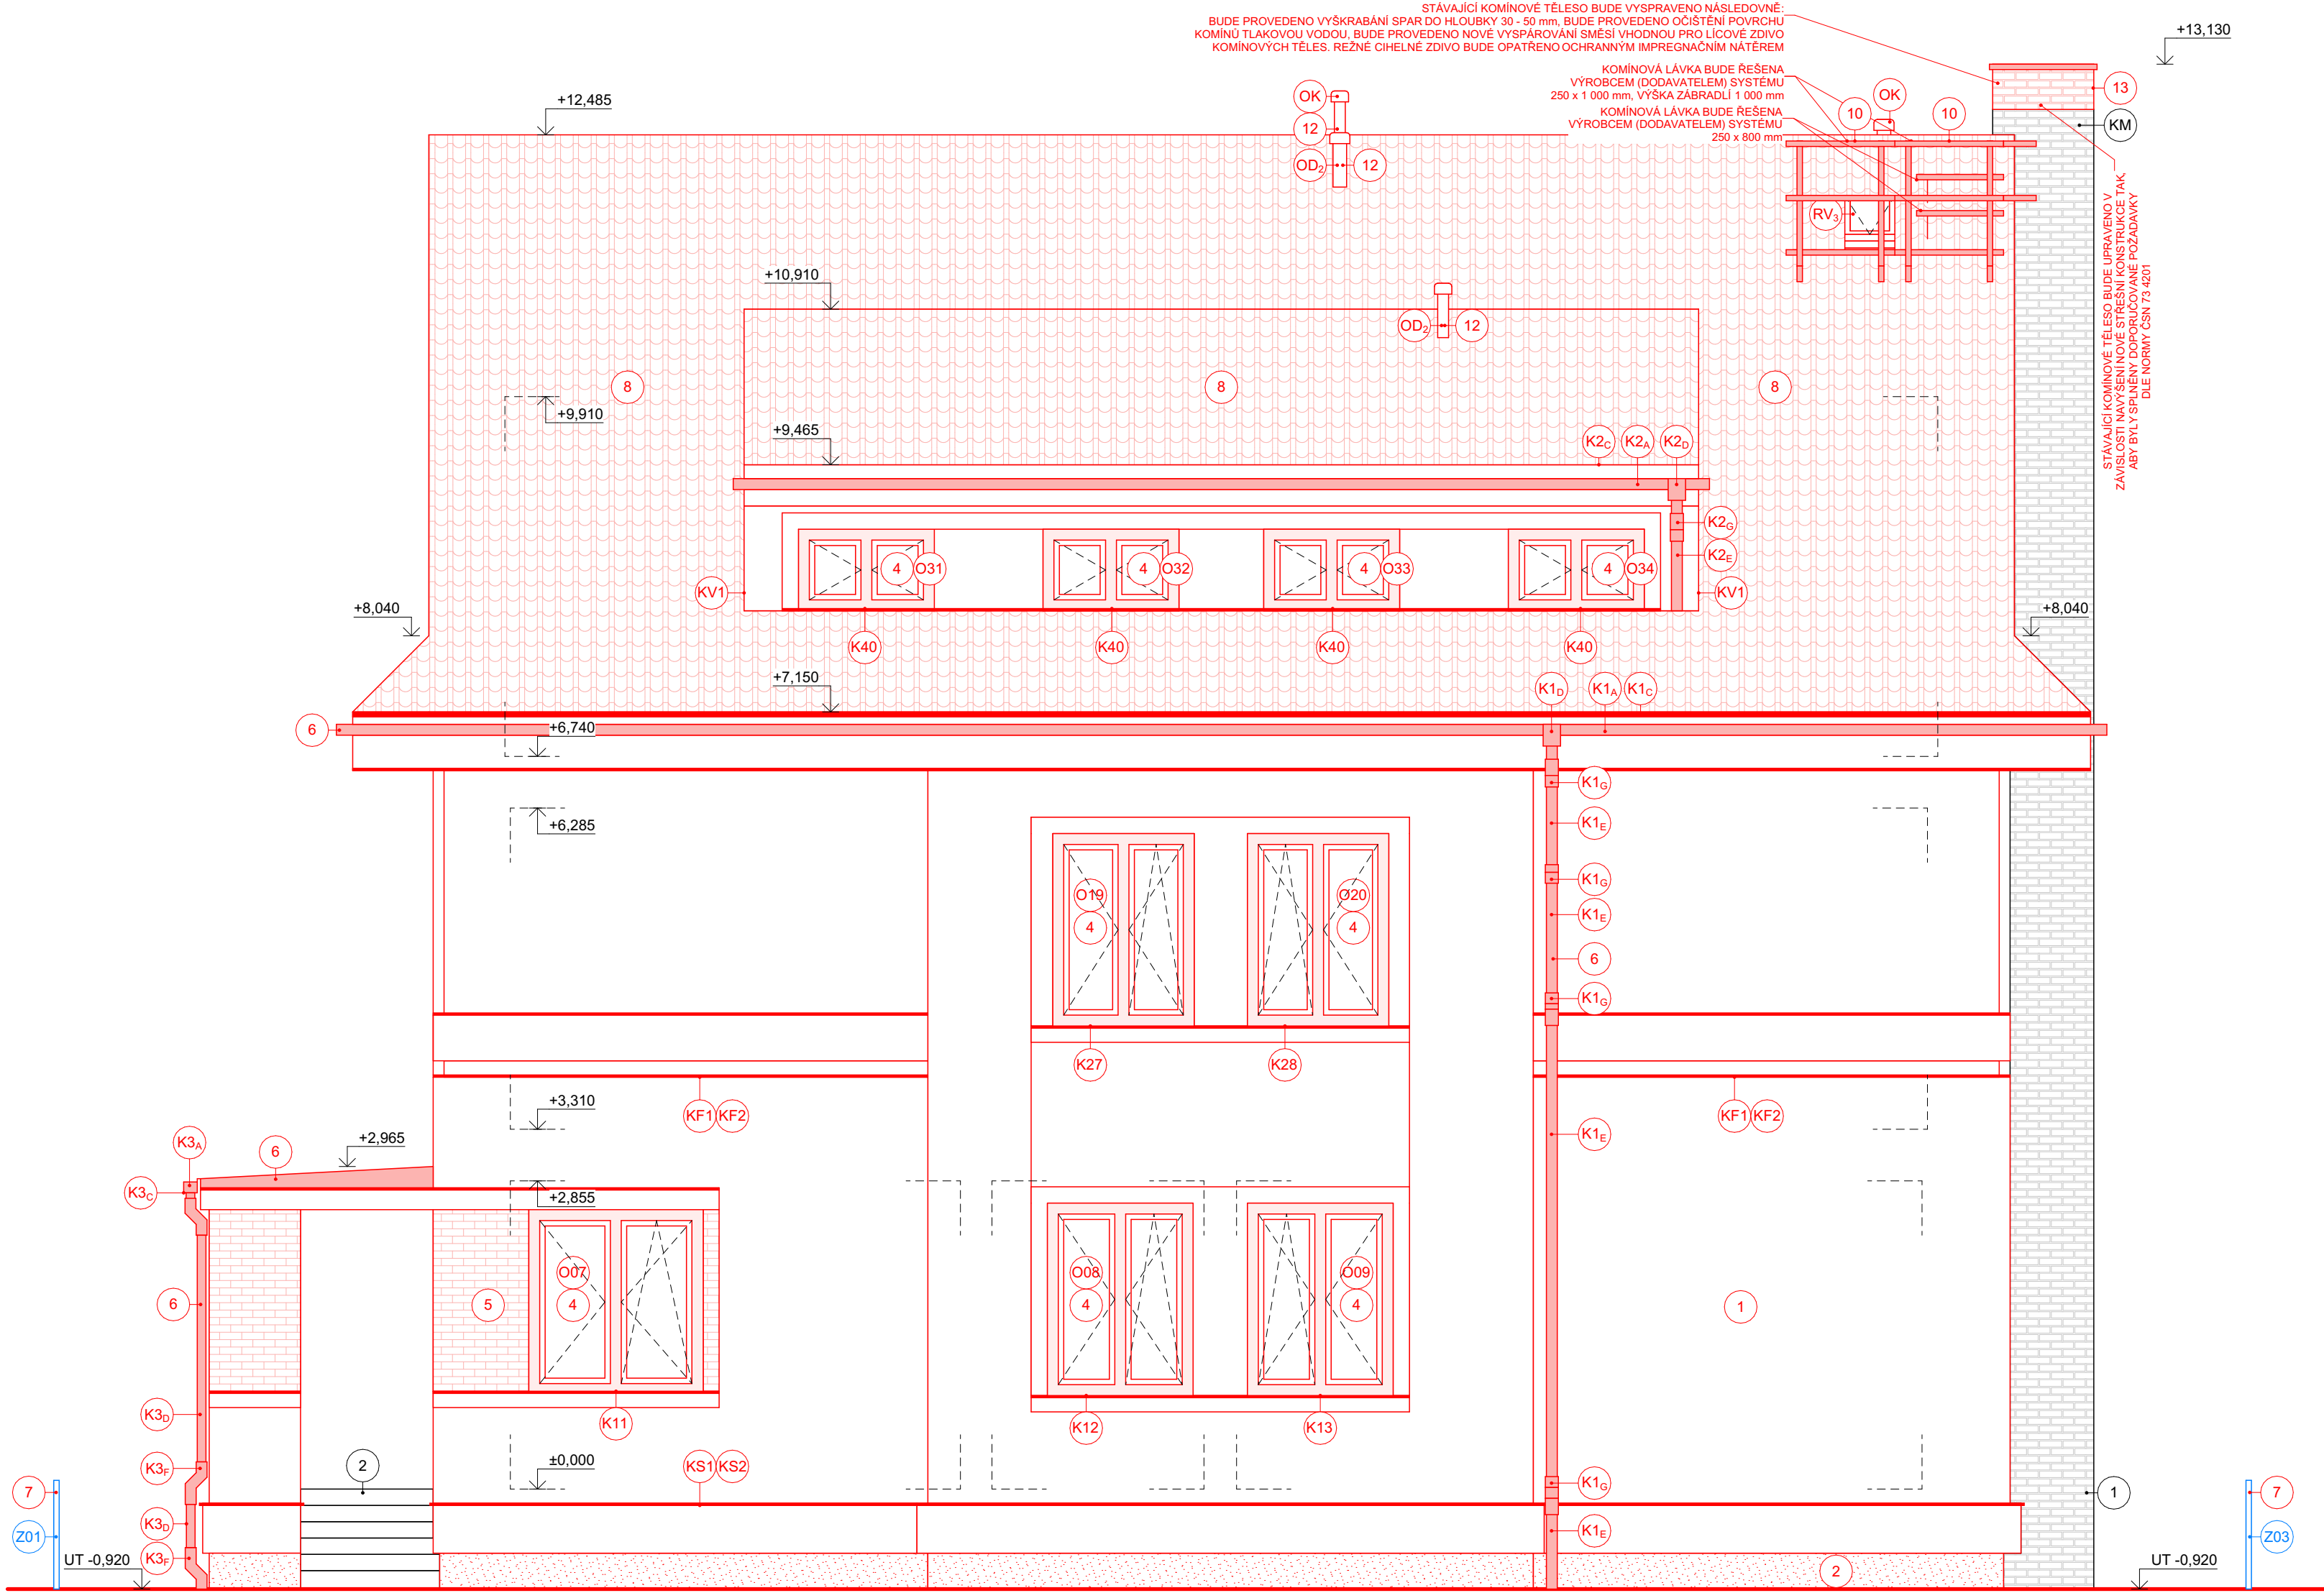 STÁVAJÍCÍ KOMÍNOVÉ TĚLESO BUDE VYSPRAVENO NÁSLEDOVNĚ:
BUDE PROVEDENO VYŠKRABÁNÍ SPAR DO HLOUBKY 30 - 50 mm, BUDE PROVEDENO OČIŠTĚNÍ POVRCHU
KOMÍNŮ TLAKOVOU VODOU, BUDE PROVEDENO NOVÉ VYSPÁROVÁNÍ SMĚSÍ VHODNOU PRO LÍCOVÉ ZDIVO
KOMÍNOVÝCH TĚLES. REŽNÉ CIHELNÉ ZDIVO BUDE OPATŘENO OCHRANNÝM IMPREGNAČNÍM NÁTĚREM
+13,130
KOMÍNOVÁ LÁVKA BUDE ŘEŠENA
VÝROBCEM (DODAVATELEM) SYSTÉMU
250 x 1 000 mm, VÝŠKA ZÁBRADLÍ 1 000 mm
KOMÍNOVÁ LÁVKA BUDE ŘEŠENA
VÝROBCEM (DODAVATELEM) SYSTÉMU
250 x 800 mm
+12,485
OK
12
OD2
12
OK
10
10
13
KM
RV3
STÁVAJÍCÍ KOMÍNOVÉ TĚLESO BUDE UPRAVENO V
ZÁVISLOSTI NAVÝŠENÍ NOVÉ STŘEŠNÍ KONSTRUKCE TAK,
ABY BYLY SPLNĚNY DOPORUČOVANÉ POŽADAVKY
DLE NORMY ČSN 73 4201
+10,910
OD2
12
8
8
8
+9,910
+9,465
K2C
K2A
K2D
K2G
K2E
4
O31
4
O32
4
O33
4
O34
KV1
KV1
+8,040
+8,040
K40
K40
K40
K40
+7,150
K1D
K1A
K1C
6
+6,740
K1G
+6,285
K1E
K1G
O19
4
O20
4
K1E
6
K1G
K27
K28
+3,310
KF1
KF2
KF1
KF2
K1E
K3A
6
+2,965
K3C
+2,855
O07
4
O08
4
O09
4
6
5
1
K3D
K11
K12
K13
K3F
2
±0,000
KS1
KS2
K1G
7
1
7
K3D
K1E
Z01
Z03
K3F
UT -0,920
2
UT -0,920